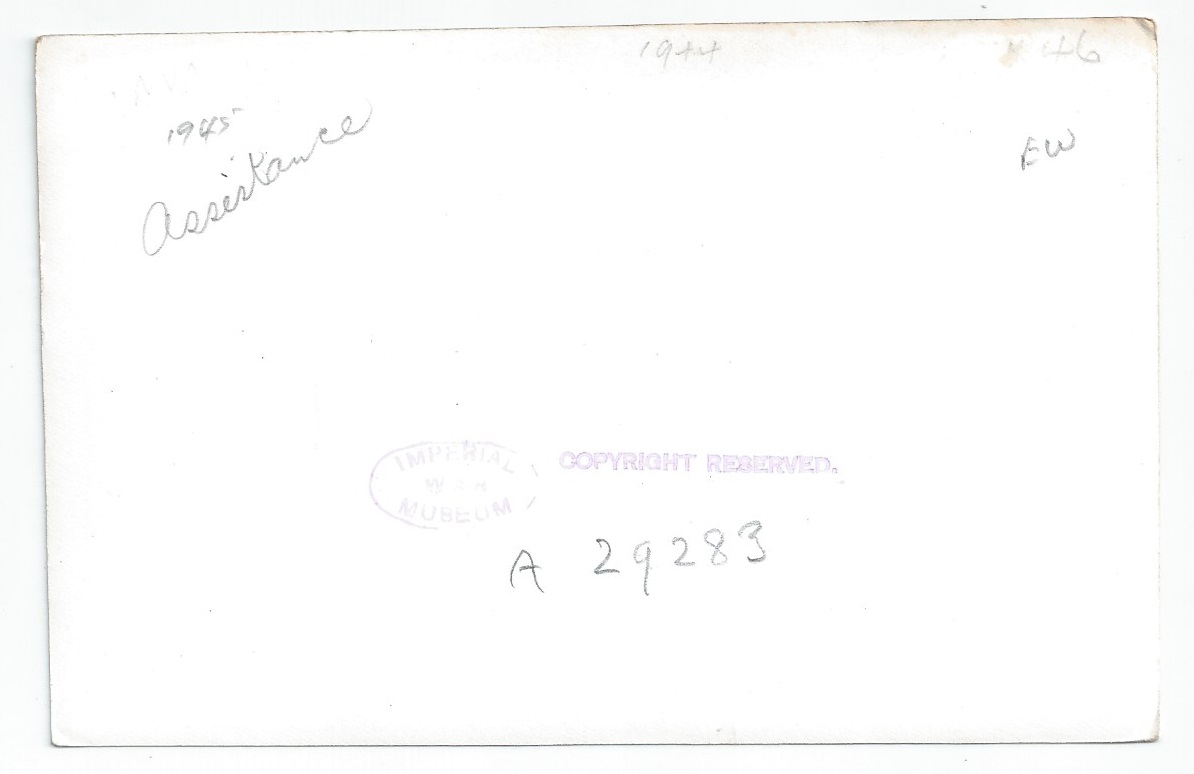 1944
46
1945
Assistance
EW
IMPERIAL
WAR
MUSEUM
COPYRIGHT RESERVED.
A 29283